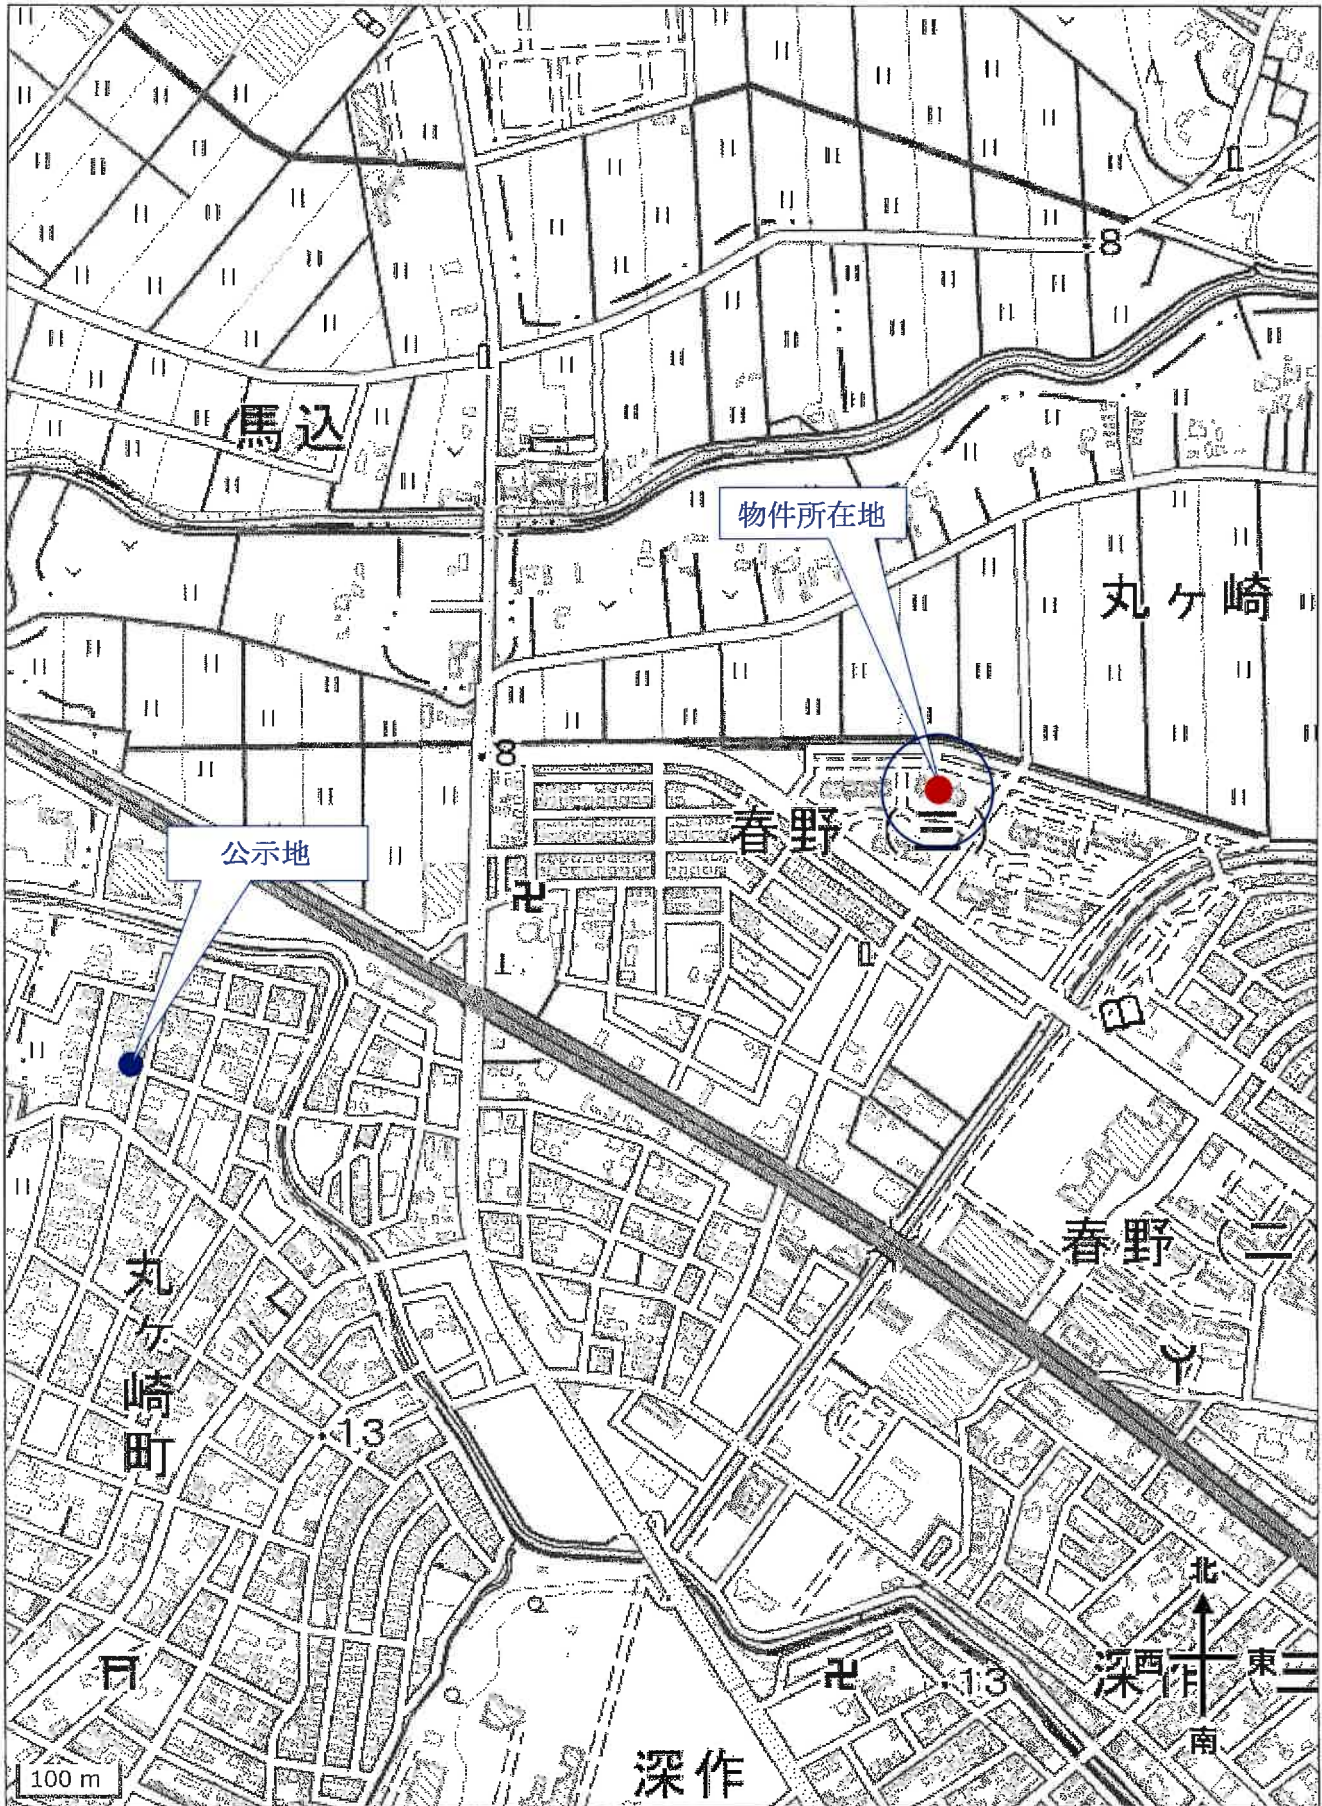 8
馬込
物件所在地
丸ヶ崎
8
春野
(三)
公示地
春野 (二)
丸ヶ崎町
13
北
西
東
南
深作三
13
深作
100 m